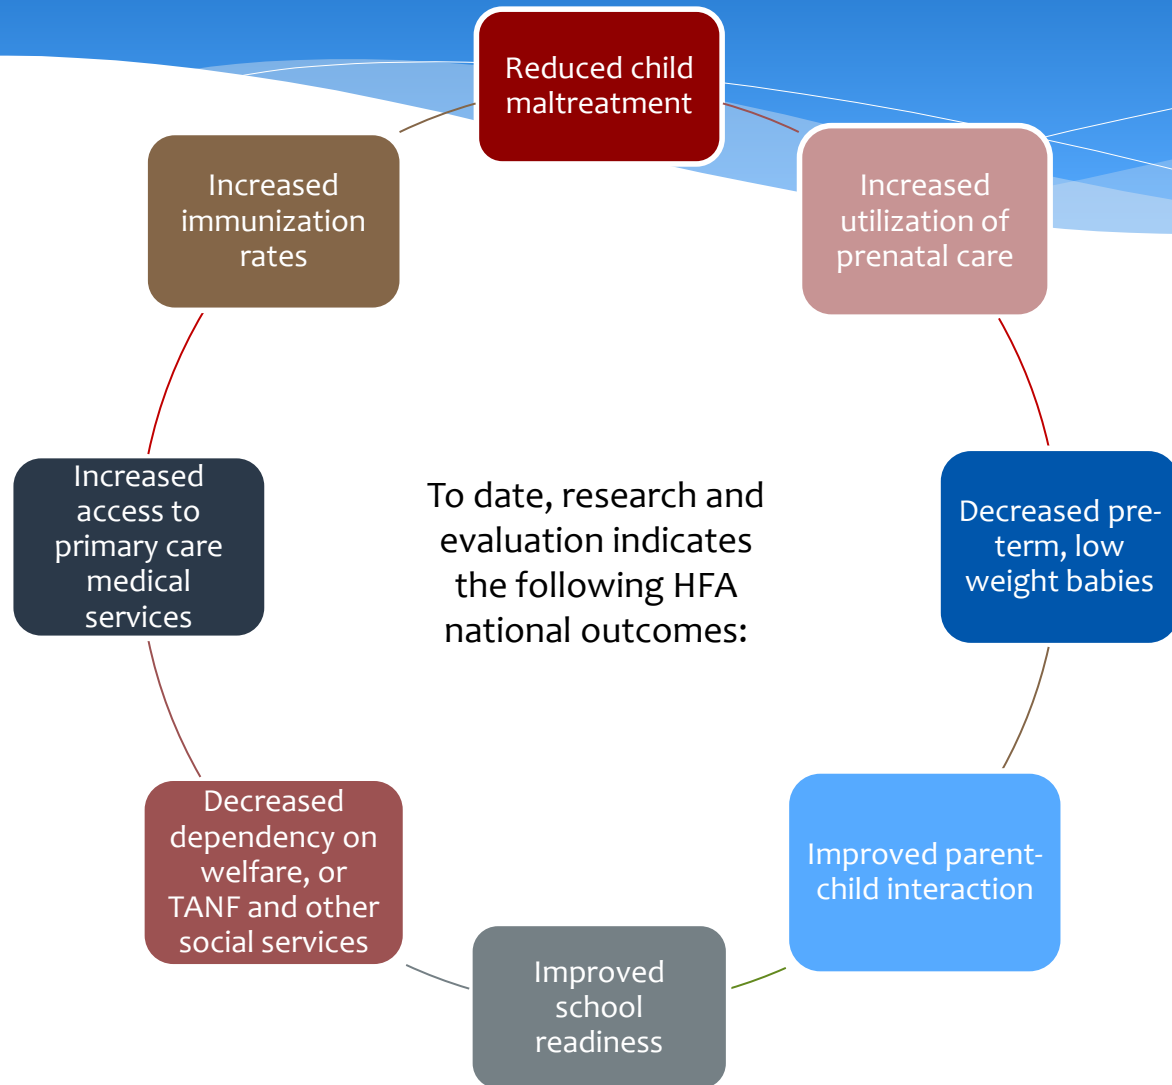 Reduced child
maltreatment
Increased
utilization of
prenatal care
Decreased pre-
term, low
weight babies
Improved parent-
child interaction
Improved
school
readiness
Decreased
dependency on
welfare, or
TANF and other
social services
Increased
access to
primary care
medical
services
Increased
immunization
rates
To date, research and
evaluation indicates
the following HFA
national outcomes: